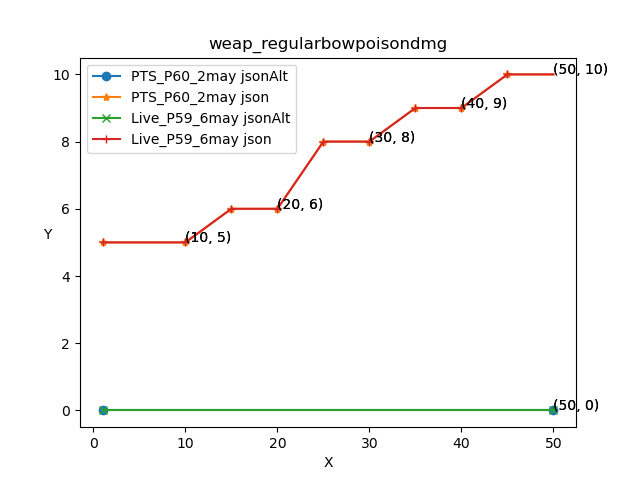 weap_regularbowpoisondmg
PTS_P60_2may jsonAlt
PTS_P60_2may json
Live_P59_6may jsonAlt
Live_P59_6may json
(50, 10)
(40, 9)
(30, 8)
(20, 6)
(10, 5)
(50, 0)
10
8
6
Y
4
2
0
0 10 20 30 40 50
X